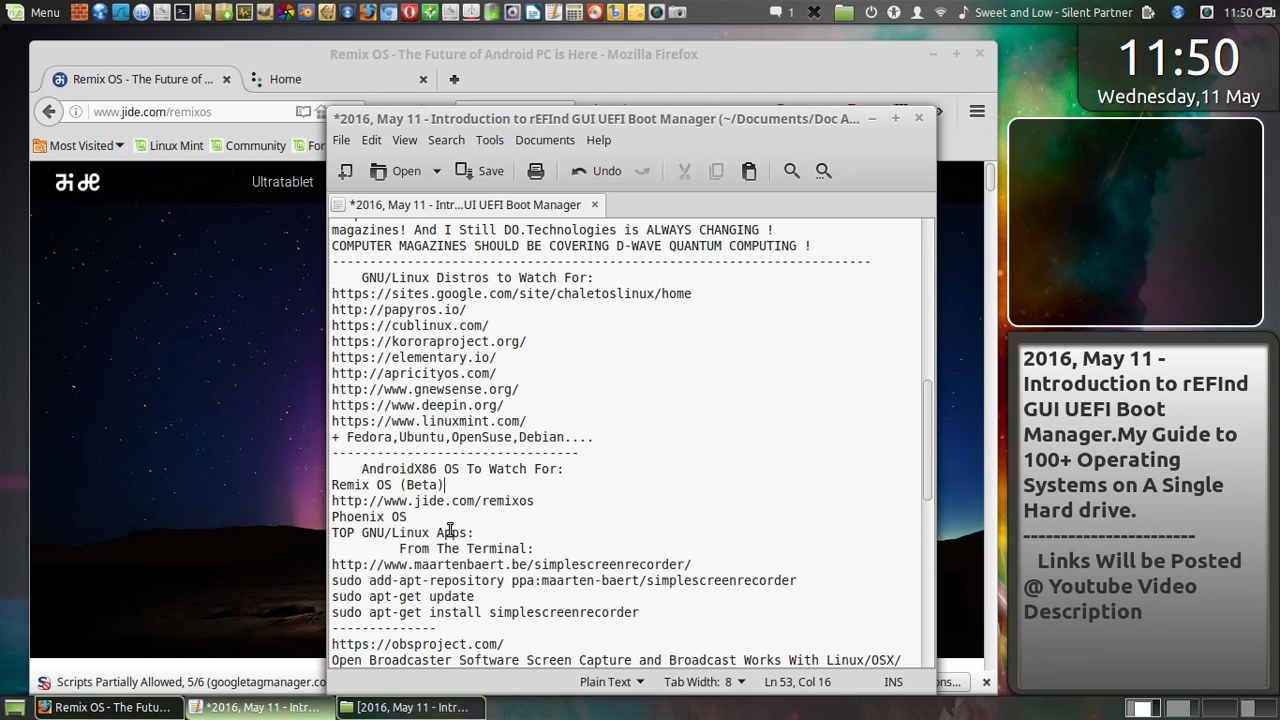 Menu
1
Sweet and Low - Silent Partner
11:50
Remix OS - The Future of Android PC is Here - Mozilla Firefox
Remix OS - The Future of ...
Home
www.jide.com/remixos
Most Visited
Linux Mint
Community
For
Ultratablet
*2016, May 11 - Introduction to rEFInd GUI UEFI Boot Manager (~/Documents/Doc A...
File Edit View Search Tools Documents Help
Open Save Undo
*2016, May 11 - Intr...UI UEFI Boot Manager
magazines! And I Still DO.Technologies is ALWAYS CHANGING !
COMPUTER MAGAZINES SHOULD BE COVERING D-WAVE QUANTUM COMPUTING !
------------------------------------------------------------------------
GNU/Linux Distros to Watch For:
https://sites.google.com/site/chaletoslinux/home
http://papyros.io/
https://cublinux.com/
https://kororaproject.org/
https://elementary.io/
http://apricityos.com/
http://www.gnewsense.org/
https://www.deepin.org/
https://www.linuxmint.com/
+ Fedora,Ubuntu,OpenSuse,Debian....
---------------------------------
AndroidX86 OS To Watch For:
Remix OS (Beta)
http://www.jide.com/remixos
Phoenix OS
TOP GNU/Linux Apps:
From The Terminal:
http://www.maartenbaert.be/simplescreenrecorder/
sudo add-apt-repository ppa:maarten-baert/simplescreenrecorder
sudo apt-get update
sudo apt-get install simplescreenrecorder
--------------
https://obsproject.com/
Open Broadcaster Software Screen Capture and Broadcast Works With Linux/OSX/
Plain Text Tab Width: 8 Ln 53, Col 16 INS
Scripts Partially Allowed, 5/6 (googletagmanager.co
ons...
11:50
Wednesday,11 May
2016, May 11 -
Introduction to rEFInd
GUI UEFI Boot
Manager.My Guide to
100+ Operating
Systems on A Single
Hard drive.
------------------------
Links Will be Posted
@ Youtube Video
Description
Remix OS - The Futu...
*2016, May 11 - Intr...
[2016, May 11 - Intr...